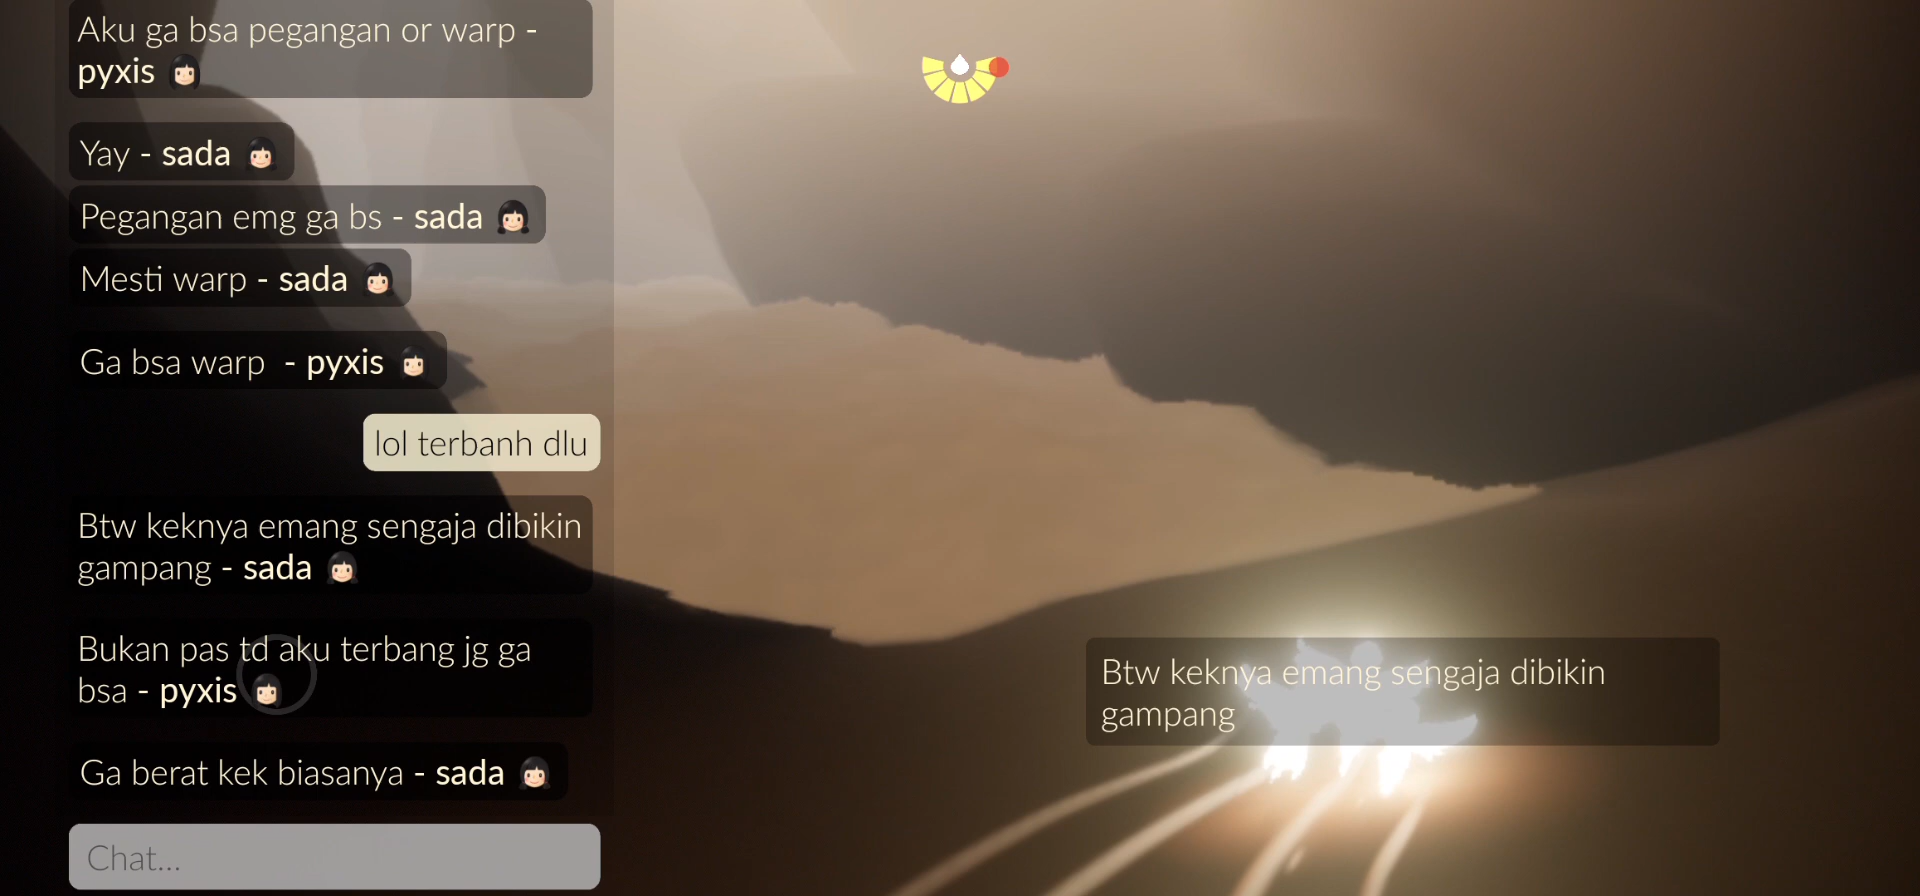 Aku ga bsa pegangan or warp -
pyxis
Yay - sada
Pegangan emg ga bs - sada
Mesti warp - sada
Ga bsa warp  - pyxis
lol terbanh dlu
Btw keknya emang sengaja dibikin
gampang - sada
Bukan pas td aku terbang jg ga
bsa - pyxis
Ga berat kek biasanya - sada
Chat...
Btw keknya emang sengaja dibikin
gampang